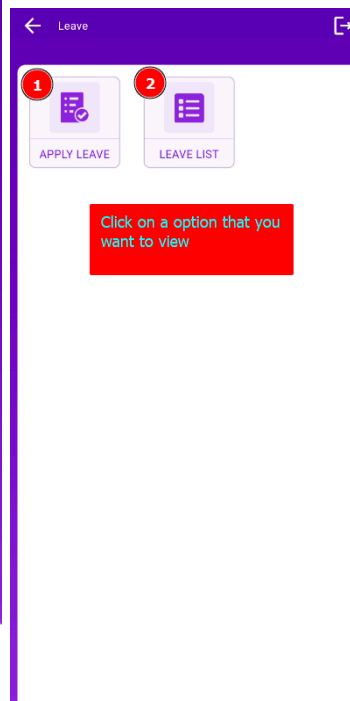 Leave
1
2
APPLY LEAVE
LEAVE LIST
Click on a option that you
want to view